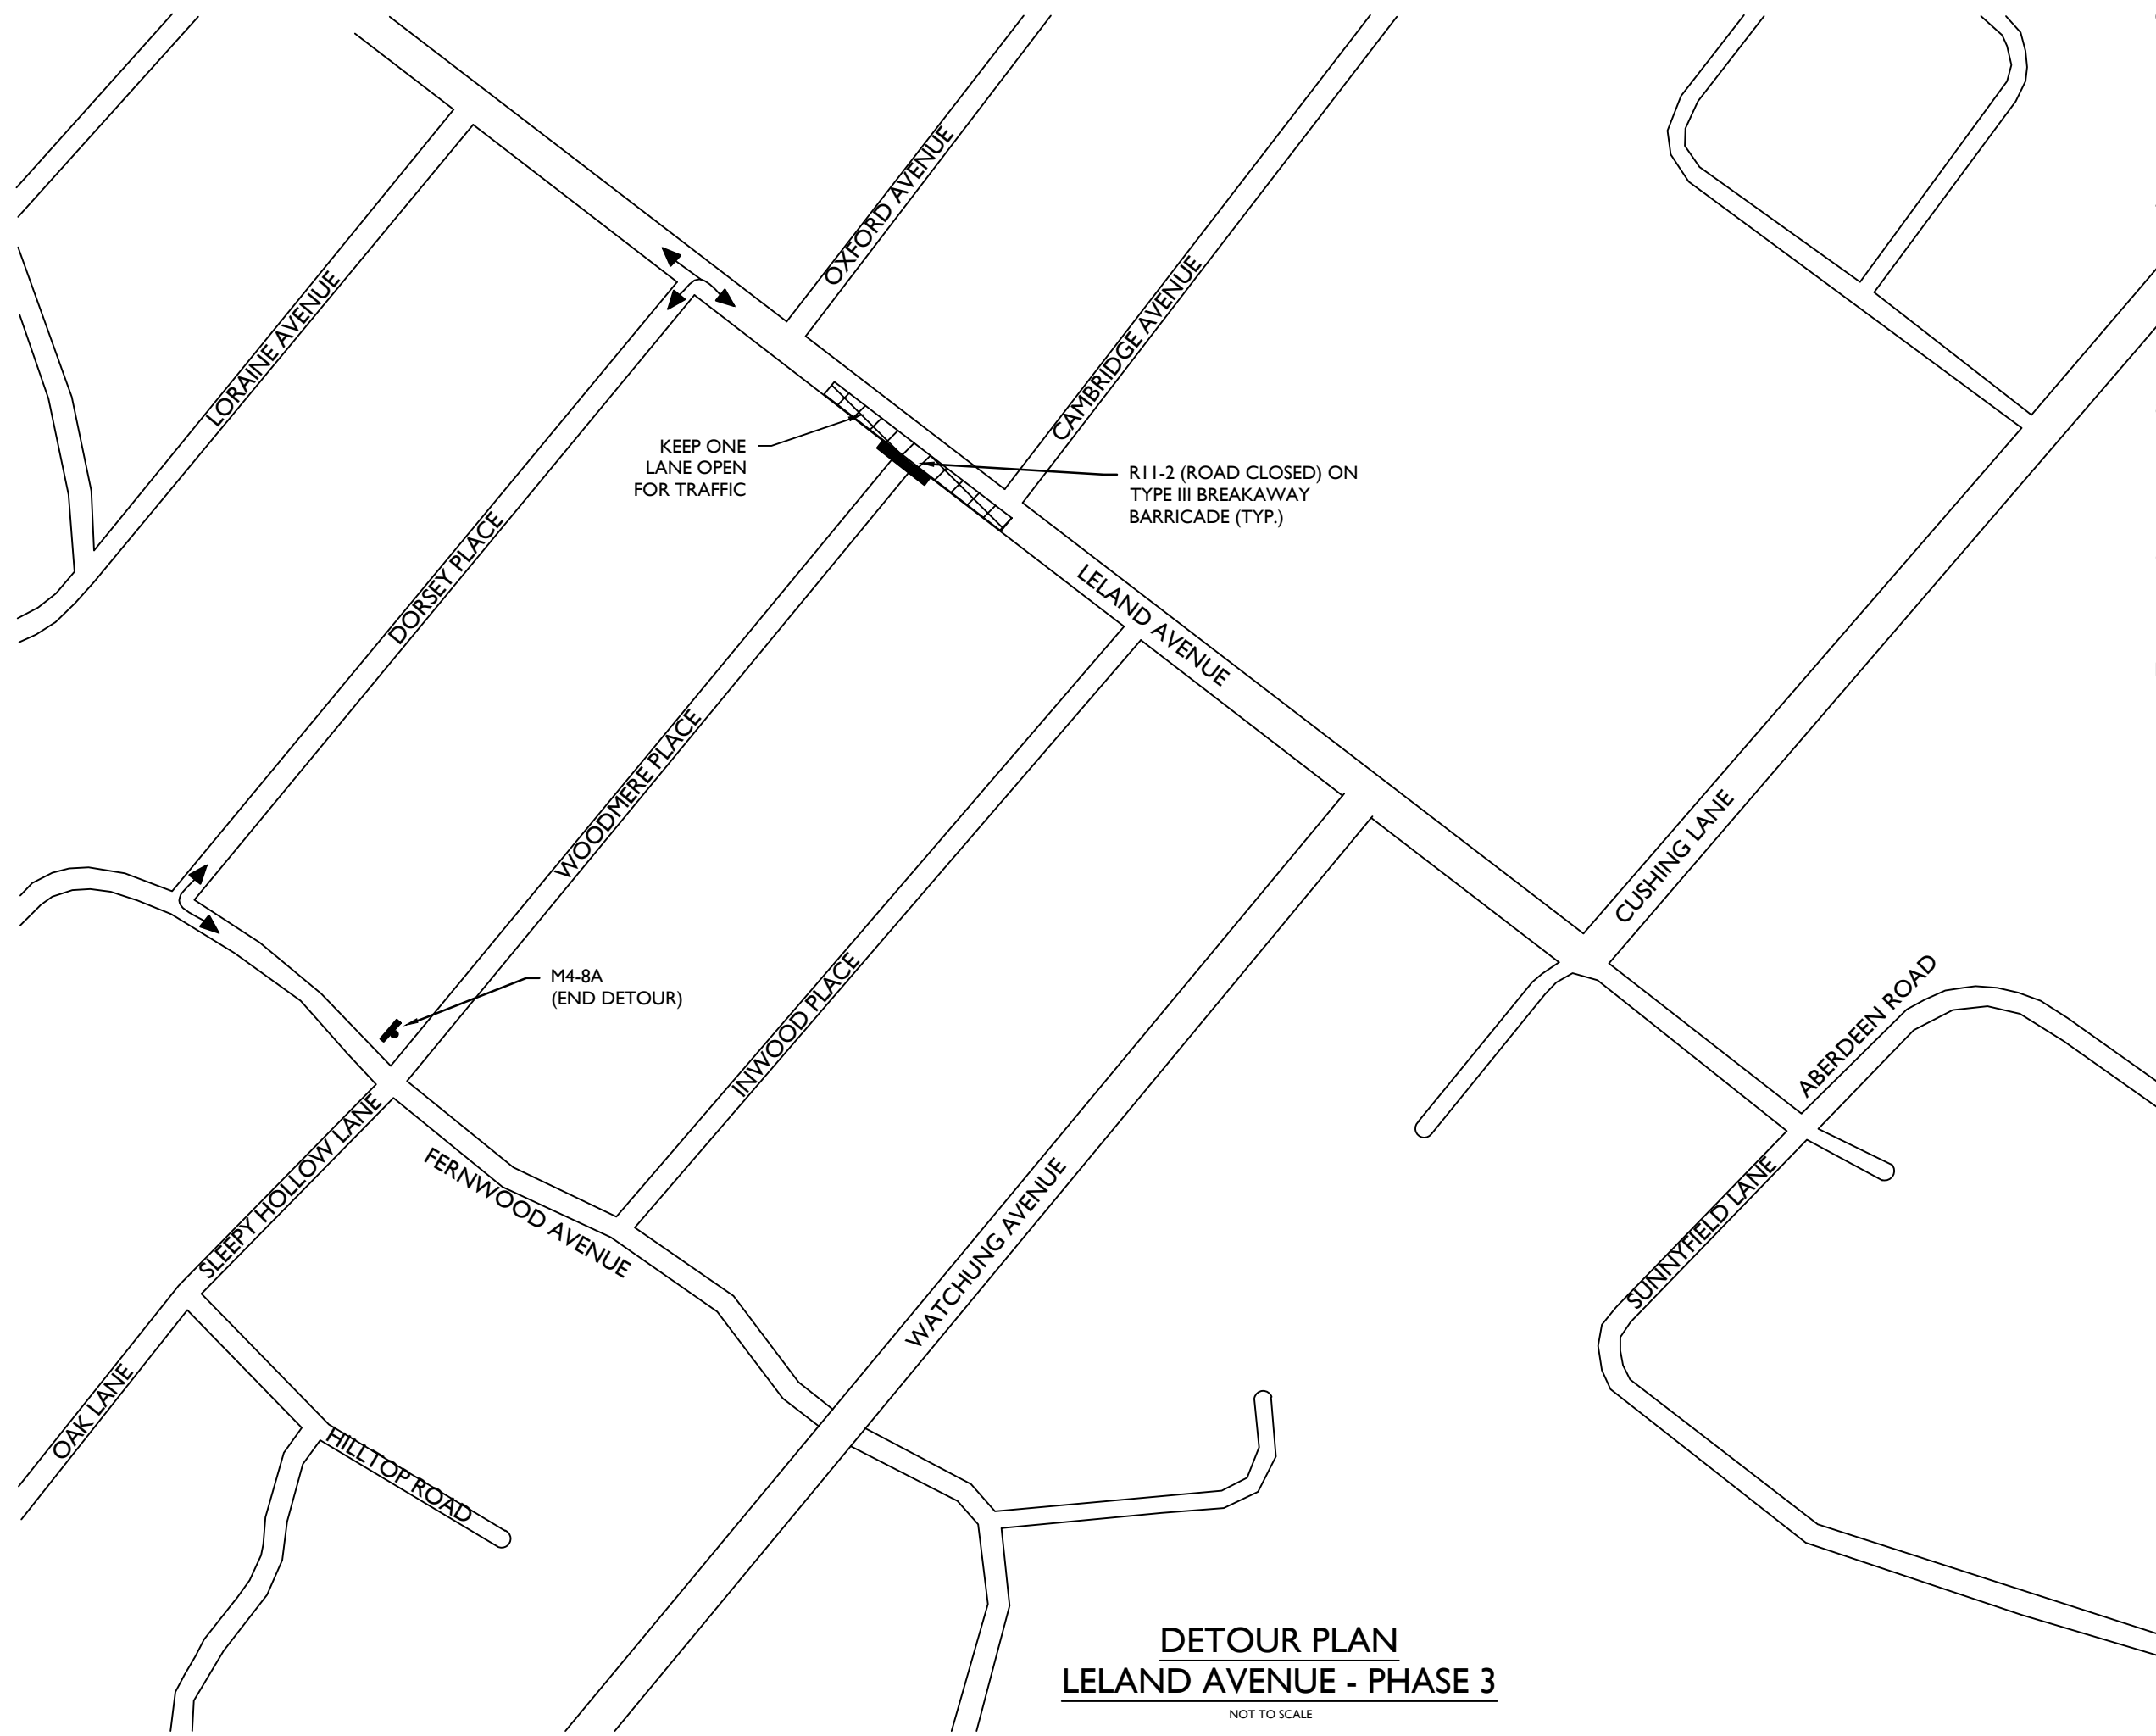 OXFORD AVENUE
CAMBRIDGE AVENUE
LORAINE AVENUE
KEEP ONE
LANE OPEN
FOR TRAFFIC
R11-2 (ROAD CLOSED) ON
TYPE III BREAKAWAY
BARRICADE (TYP.)
DORSEY PLACE
LELAND AVENUE
WOODMERE PLACE
CUSHING LANE
M4-8A
(END DETOUR)
INWOOD PLACE
ABERDEEN ROAD
SLEEPY HOLLOW LANE
FERNWOOD AVENUE
WATCHUNG AVENUE
SUNNYFIELD LANE
OAK LANE
HILLTOP ROAD
DETOUR PLAN
LELAND AVENUE - PHASE 3
NOT TO SCALE